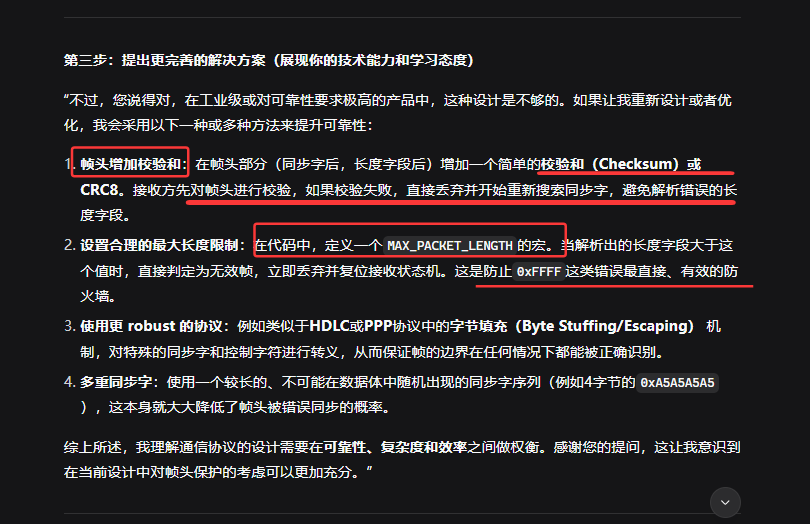 第三步：提出更完善的解决方案（展现你的技术能力和学习态度）
“不过，您说得对，在工业级或对可靠性要求极高的产品中，这种设计是不够的。如果让我重新设计或者优
化，我会采用以下一种或多种方法来提升可靠性：
1. 帧头增加校验和：在帧头部分（同步字后，长度字段后）增加一个简单的校验和（Checksum）或
CRC8。接收方先对帧头进行校验，如果校验失败，直接丢弃并开始重新搜索同步字，避免解析错误的长
度字段。
2. 设置合理的最大长度限制：在代码中，定义一个 MAX_PACKET_LENGTH 的宏。当解析出的长度字段大于这
个值时，直接判定为无效帧，立即丢弃并复位接收状态机。这是防止 0xFFFF 这类错误最直接、有效的防
火墙。
3. 使用更 robust 的协议：例如类似于HDLC或PPP协议中的字节填充（Byte Stuffing/Escaping） 机
制，对特殊的同步字和控制字符进行转义，从而保证帧的边界在任何情况下都能被正确识别。
4. 多重同步字：使用一个较长的、不可能在数据体中随机出现的同步字序列（例如4字节的 0xA5A5A5A5
），这本身就大大降低了帧头被错误同步的概率。
综上所述，我理解通信协议的设计需要在可靠性、复杂度和效率之间做权衡。感谢您的提问，这让我意识到
在当前设计中对帧头保护的考虑可以更加充分。”